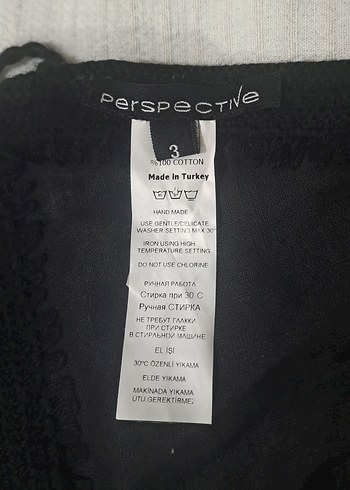 perspective
3
%100 COTTON
Made in Turkey
HAND MADE
USE GENTLE/DELICATE
WASHER SETTING MAX 30°
IRON USING HIGH
TEMPERATURE SETTING
DO NOT USE CHLORINE
РУЧНАЯ РАБОТА
Стирка при 30 С
Ручная СТИРКА
НЕ ТРЕБУТ ГЛАЖКИ
ПРИ СТИРКЕ
В СТИРАЛЬНОЙ МАШИНЕ
EL İŞİ
30°C ÖZENLİ YIKAMA
ELDE YIKAMA
MAKİNADA YIKAMA
ÜTÜ GEREKTİRMEZ